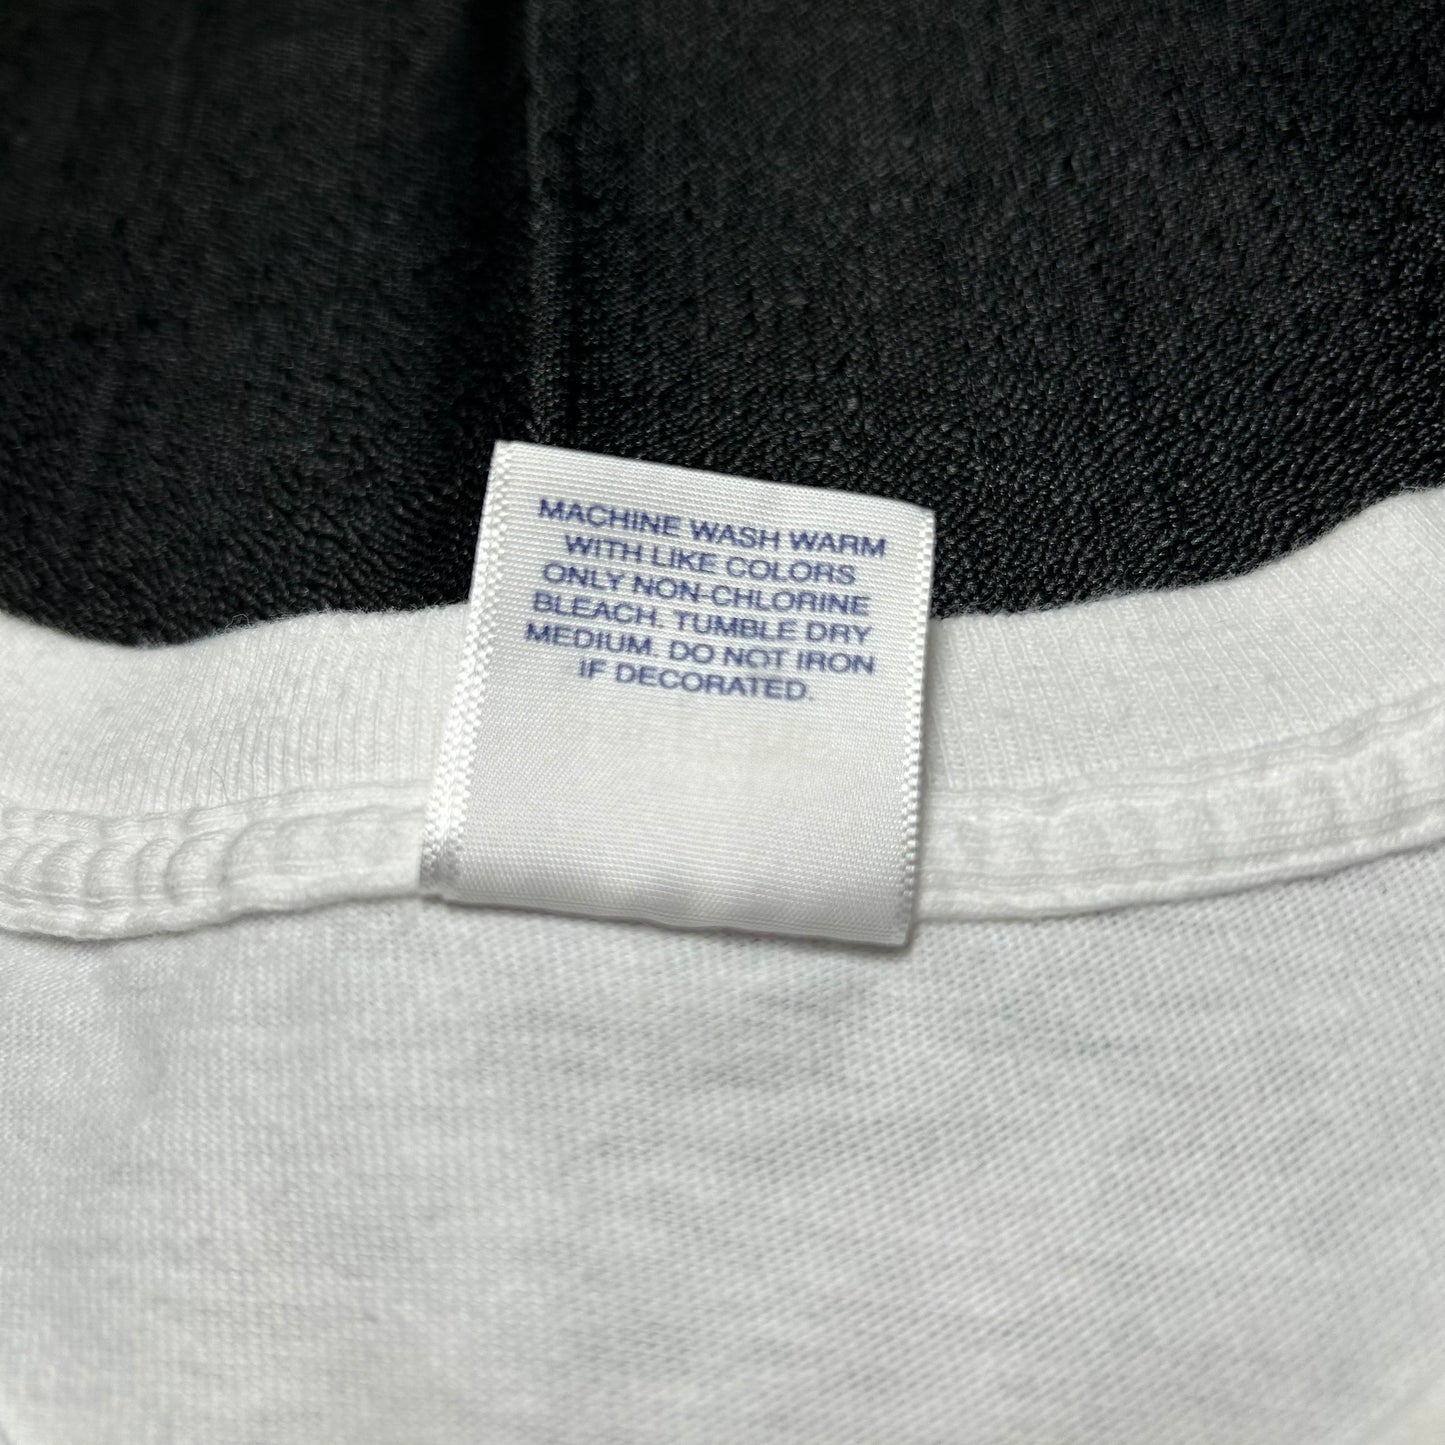 MACHINE WASH WARM
WITH LIKE COLORS
ONLY NON-CHLORINE
BLEACH. TUMBLE DRY
MEDIUM. DO NOT IRON
IF DECORATED.